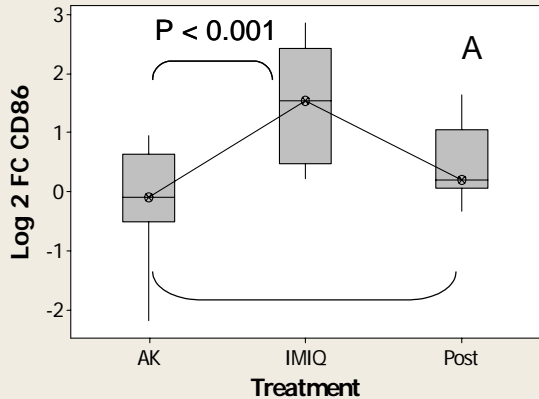 3
P < 0.001
A
2
1
0
-1
-2
Log 2 FC CD86
AK IMIQ Post
Treatment